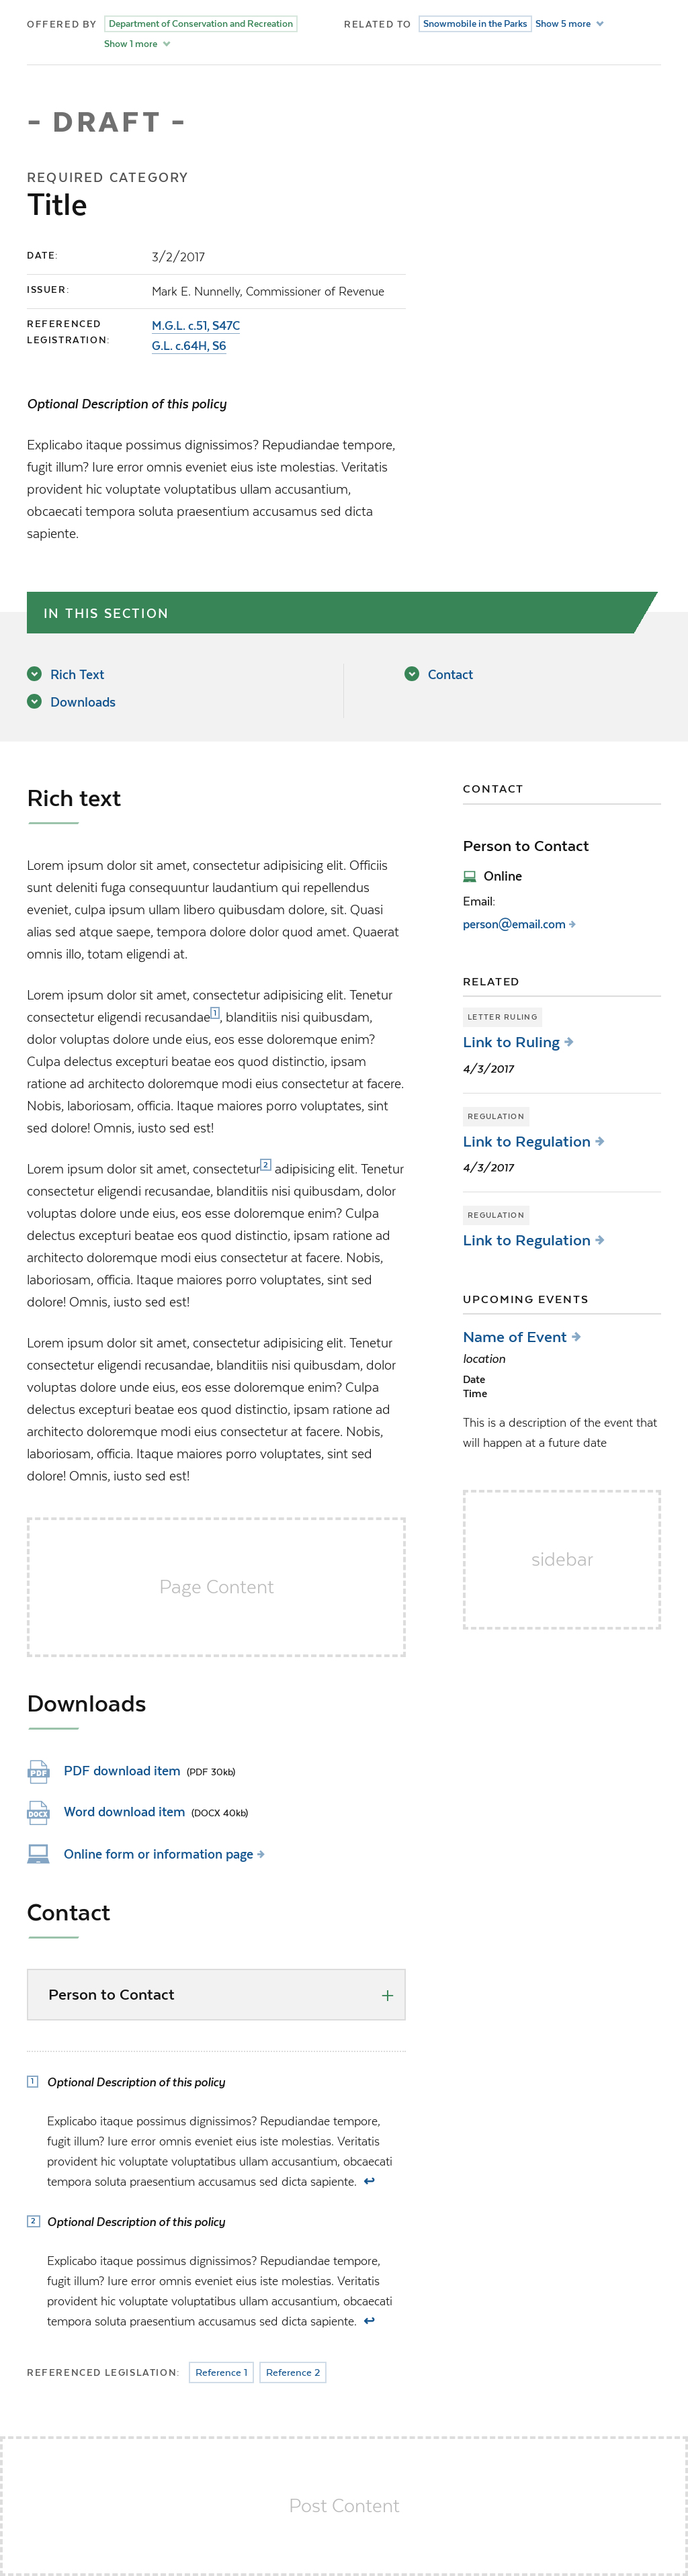 OFFERED BY Department of Conservation and Recreation
Show 1 more
RELATED TO Snowmobile in the Parks Show 5 more
- DRAFT -
REQUIRED CATEGORY
Title
DATE: 3/2/2017
ISSUER: Mark E. Nunnelly, Commissioner of Revenue
REFERENCED
LEGISTRATION:
M.G.L. c.51, S47C
G.L. c.64H, S6
Optional Description of this policy
Explicabo itaque possimus dignissimos? Repudiandae tempore,
fugit illum? Iure error omnis eveniet eius iste molestias. Veritatis
provident hic voluptate voluptatibus ullam accusantium,
obcaecati tempora soluta praesentium accusamus sed dicta
sapiente.
IN THIS SECTION
Rich Text
Downloads
Contact
Rich text
Lorem ipsum dolor sit amet, consectetur adipisicing elit. Officiis
sunt deleniti fuga consequuntur laudantium qui repellendus
eveniet, culpa ipsum ullam libero quibusdam dolore, sit. Quasi
alias sed atque saepe, tempora dolore dolor quod amet. Quaerat
omnis illo, totam eligendi at.
Lorem ipsum dolor sit amet, consectetur adipisicing elit. Tenetur
consectetur eligendi recusandae1, blanditiis nisi quibusdam,
dolor voluptas dolore unde eius, eos esse doloremque enim?
Culpa delectus excepturi beatae eos quod distinctio, ipsam
ratione ad architecto doloremque modi eius consectetur at facere.
Nobis, laboriosam, officia. Itaque maiores porro voluptates, sint
sed dolore! Omnis, iusto sed est!
Lorem ipsum dolor sit amet, consectetur2 adipisicing elit. Tenetur
consectetur eligendi recusandae, blanditiis nisi quibusdam, dolor
voluptas dolore unde eius, eos esse doloremque enim? Culpa
delectus excepturi beatae eos quod distinctio, ipsam ratione ad
architecto doloremque modi eius consectetur at facere. Nobis,
laboriosam, officia. Itaque maiores porro voluptates, sint sed
dolore! Omnis, iusto sed est!
Lorem ipsum dolor sit amet, consectetur adipisicing elit. Tenetur
consectetur eligendi recusandae, blanditiis nisi quibusdam, dolor
voluptas dolore unde eius, eos esse doloremque enim? Culpa
delectus excepturi beatae eos quod distinctio, ipsam ratione ad
architecto doloremque modi eius consectetur at facere. Nobis,
laboriosam, officia. Itaque maiores porro voluptates, sint sed
dolore! Omnis, iusto sed est!
Page Content
Downloads
PDF PDF download item (PDF 30kb)
DOCX Word download item (DOCX 40kb)
Online form or information page
Contact
Person to Contact
1 Optional Description of this policy
Explicabo itaque possimus dignissimos? Repudiandae tempore,
fugit illum? Iure error omnis eveniet eius iste molestias. Veritatis
provident hic voluptate voluptatibus ullam accusantium, obcaecati
tempora soluta praesentium accusamus sed dicta sapiente. ↩
2 Optional Description of this policy
Explicabo itaque possimus dignissimos? Repudiandae tempore,
fugit illum? Iure error omnis eveniet eius iste molestias. Veritatis
provident hic voluptate voluptatibus ullam accusantium, obcaecati
tempora soluta praesentium accusamus sed dicta sapiente. ↩
REFERENCED LEGISLATION: Reference 1 Reference 2
CONTACT
Person to Contact
Online
Email:
person@email.com
RELATED
LETTER RULING
Link to Ruling
4/3/2017
REGULATION
Link to Regulation
4/3/2017
REGULATION
Link to Regulation
UPCOMING EVENTS
Name of Event
location
Date
Time
This is a description of the event that
will happen at a future date
sidebar
Post Content